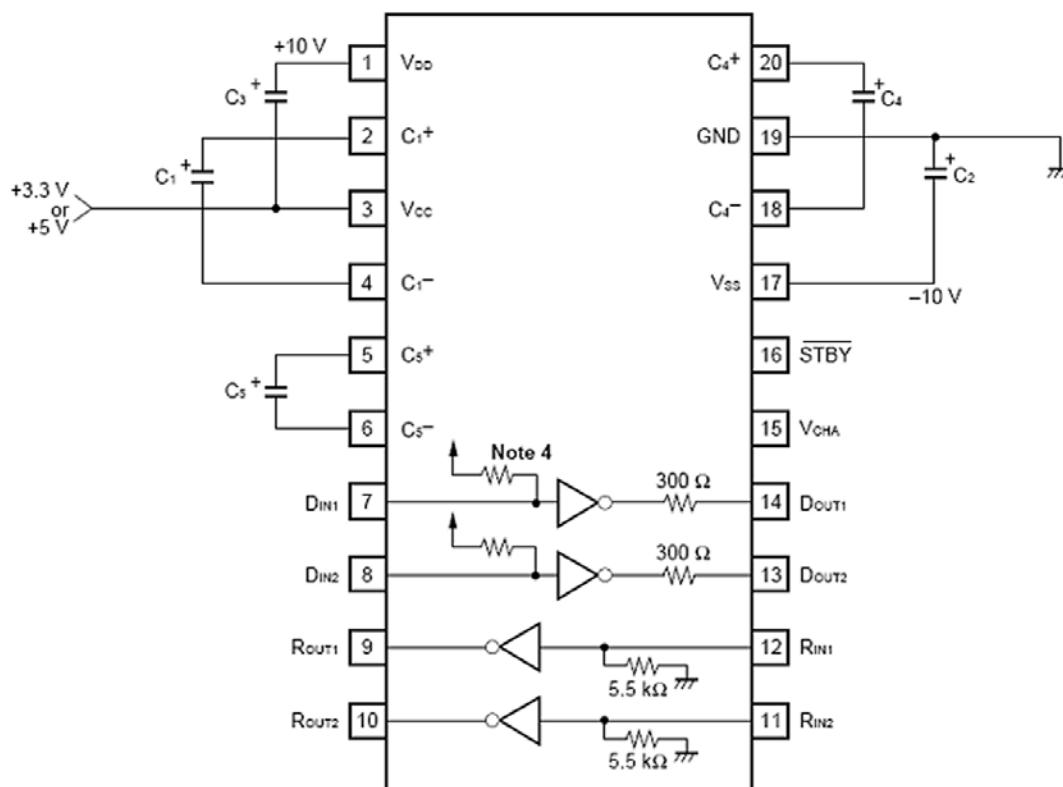 +10 V
1
VDD
C3
+
2
C1+
C1
+
+3.3 V
or
+5 V
3
VCC
4
C1−
5
C5+
C5
+
6
C5−
Note 4
DIN1
7
300 Ω
14
DOUT1
DIN2
8
300 Ω
13
DOUT2
ROUT1
9
5.5 kΩ
12
RIN1
ROUT2
10
5.5 kΩ
11
RIN2
C4+
20
+
C4
GND
19
+
C2
C4−
18
VSS
17
−10 V
16
STBY
15
VCHA